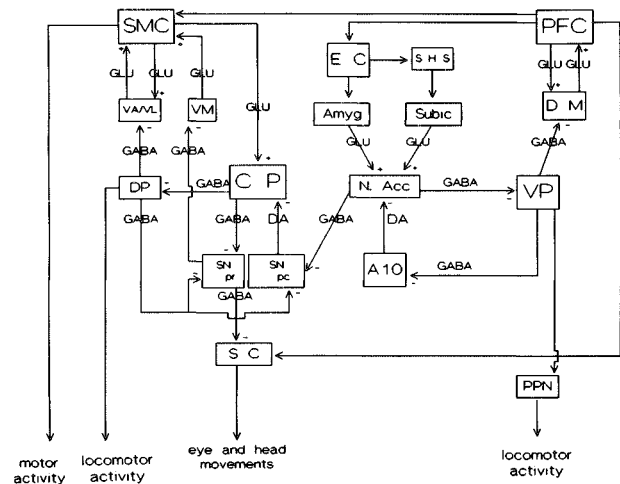 SMC
PFC
E C
S H S
GLU
GLU
GLU
GLU
GLU
GLU
VA/VL
VM
Amyg
Subic
D M
GABA
GABA
GLU
GLU
GABA
DP
GABA
C P
N. Acc
GABA
VP
GABA
GABA
DA
GABA
DA
SN pr
SN pc
A10
GABA
GABA
S C
PPN
motor activity
locomotor activity
eye and head movements
locomotor activity